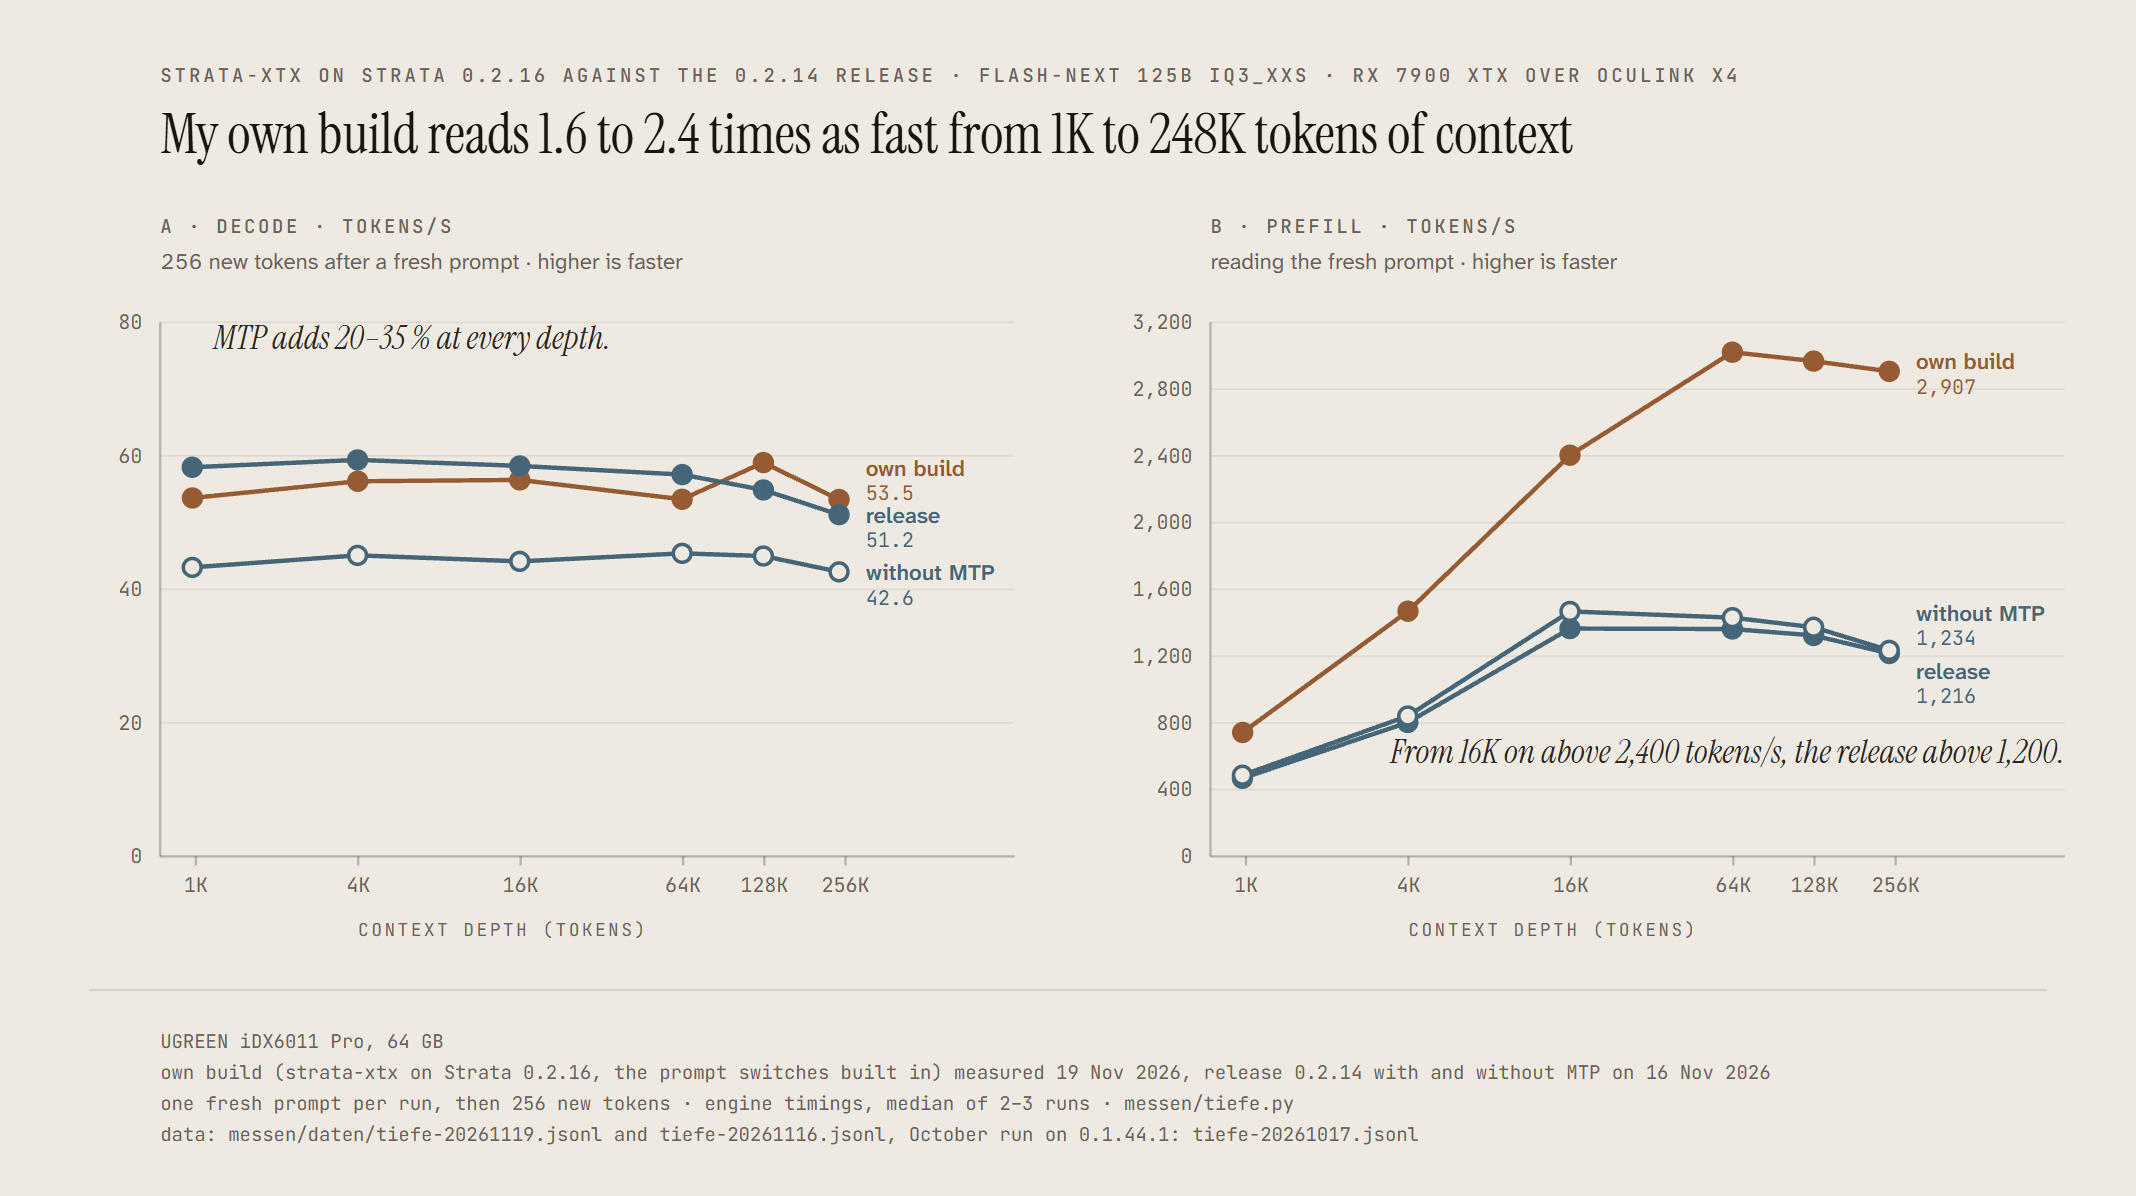 STRATA-XTX ON STRATA 0.2.16 AGAINST THE 0.2.14 RELEASE · FLASH-NEXT 125B IQ3_XXS · RX 7900 XTX OVER OCULINK X4
My own build reads 1.6 to 2.4 times as fast from 1K to 248K tokens of context
A · DECODE · TOKENS/S
256 new tokens after a fresh prompt · higher is faster
80
MTP adds 20–35 % at every depth.
60
own build
53.5
release
51.2
without MTP
42.6
40
20
0
1K 4K 16K 64K 128K 256K
CONTEXT DEPTH (TOKENS)
B · PREFILL · TOKENS/S
reading the fresh prompt · higher is faster
3,200
own build
2,907
2,800
2,400
2,000
1,600
without MTP
1,234
1,200
release
1,216
800
From 16K on above 2,400 tokens/s, the release above 1,200.
400
0
1K 4K 16K 64K 128K 256K
CONTEXT DEPTH (TOKENS)
UGREEN iDX6011 Pro, 64 GB
own build (strata-xtx on Strata 0.2.16, the prompt switches built in) measured 19 Nov 2026, release 0.2.14 with and without MTP on 16 Nov 2026
one fresh prompt per run, then 256 new tokens · engine timings, median of 2–3 runs · messen/tiefe.py
data: messen/daten/tiefe-20261119.jsonl and tiefe-20261116.jsonl, October run on 0.1.44.1: tiefe-20261017.jsonl